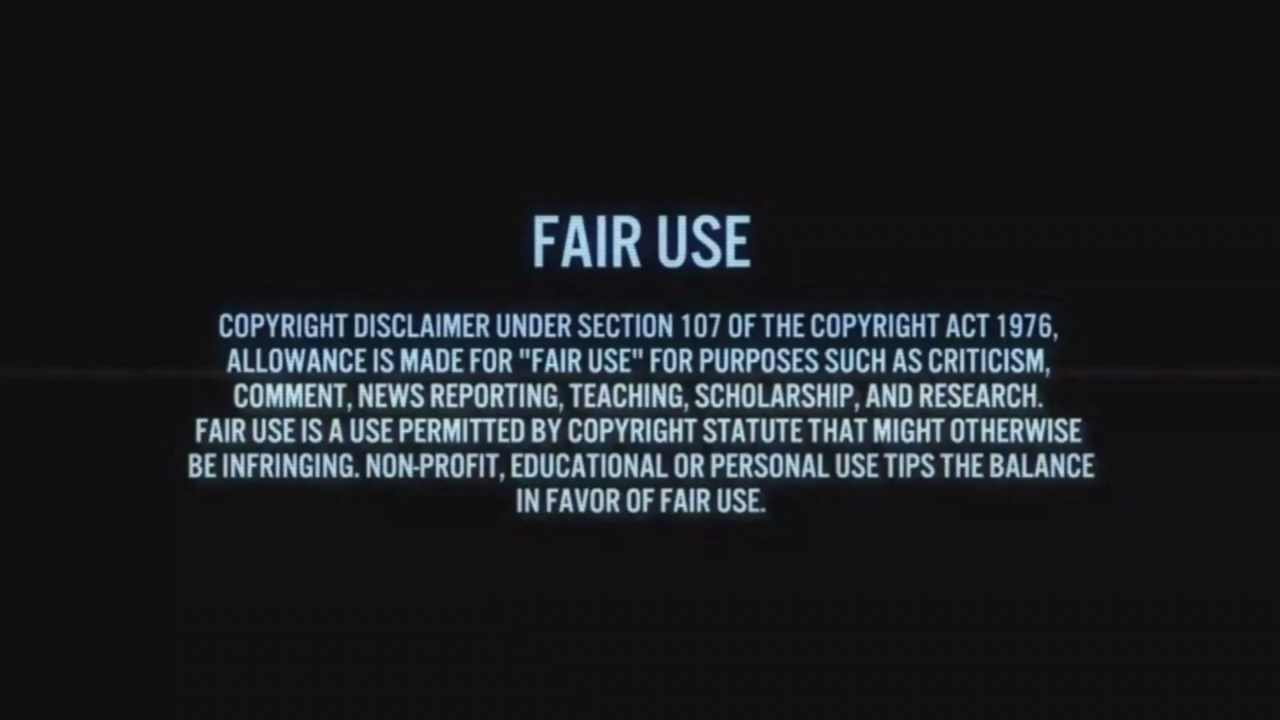 FAIR USE
COPYRIGHT DISCLAIMER UNDER SECTION 107 OF THE COPYRIGHT ACT 1976,
ALLOWANCE IS MADE FOR "FAIR USE" FOR PURPOSES SUCH AS CRITICISM,
COMMENT, NEWS REPORTING, TEACHING, SCHOLARSHIP, AND RESEARCH.
FAIR USE IS A USE PERMITTED BY COPYRIGHT STATUTE THAT MIGHT OTHERWISE
BE INFRINGING. NON-PROFIT, EDUCATIONAL OR PERSONAL USE TIPS THE BALANCE
IN FAVOR OF FAIR USE.